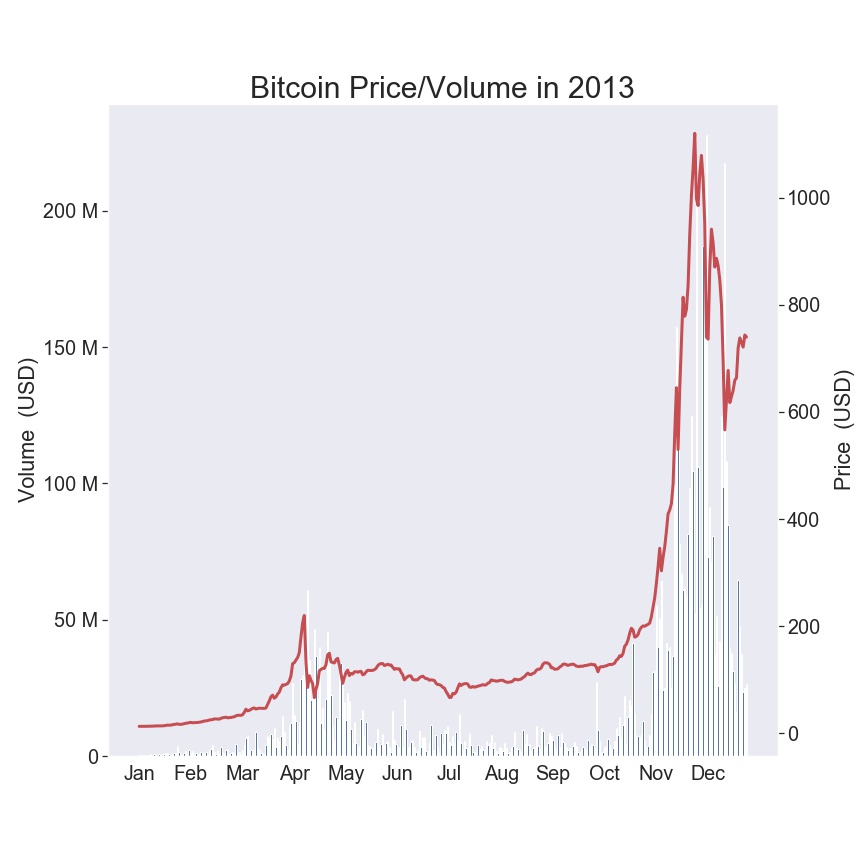 Bitcoin Price/Volume in 2013
200 M
150 M
100 M
50 M
0
Volume (USD)
1000
800
600
400
200
0
Price (USD)
Jan Feb Mar Apr May Jun Jul Aug Sep Oct Nov Dec